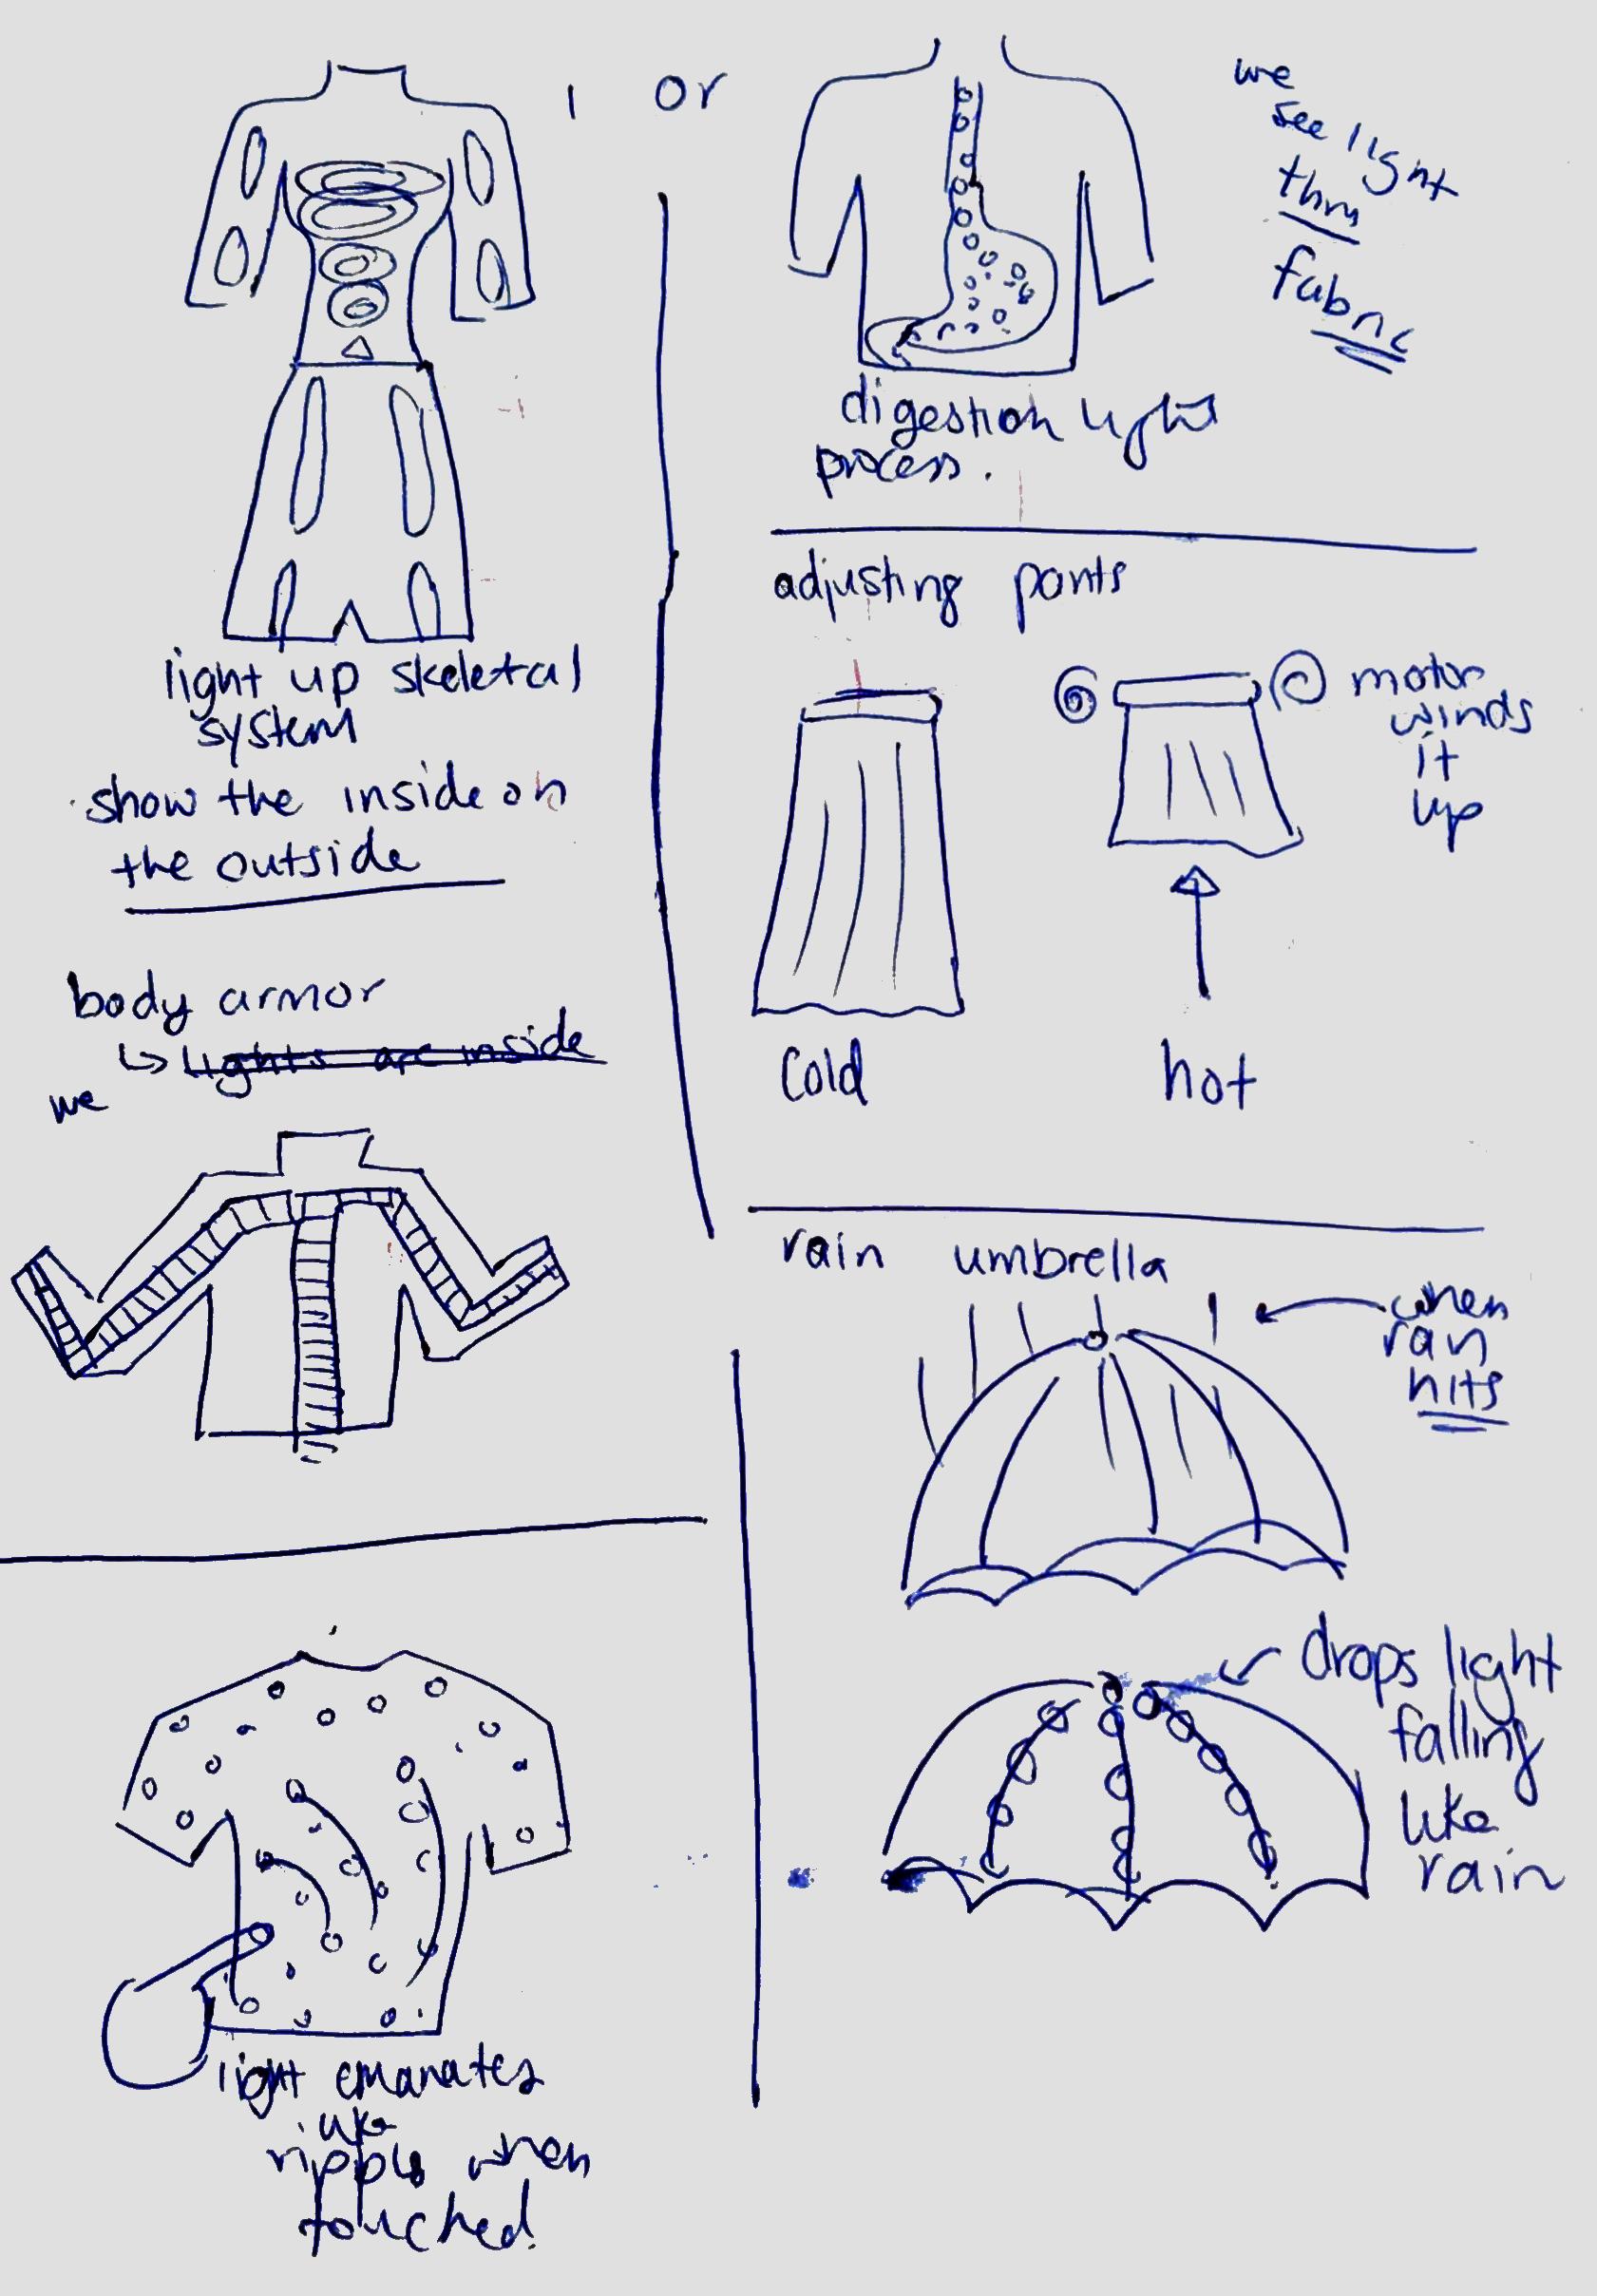 or
light up skeletal
system
show the inside on
the outside
body armor
↳ lights are inside
we
light emanates
like
ripples when
touched.
we
see light
thru
fabric
digestion lights
process.
adjusting pants
motor
winds
it
up
cold
hot
rain umbrella
when
rain
hits
drops light
falling
like
rain